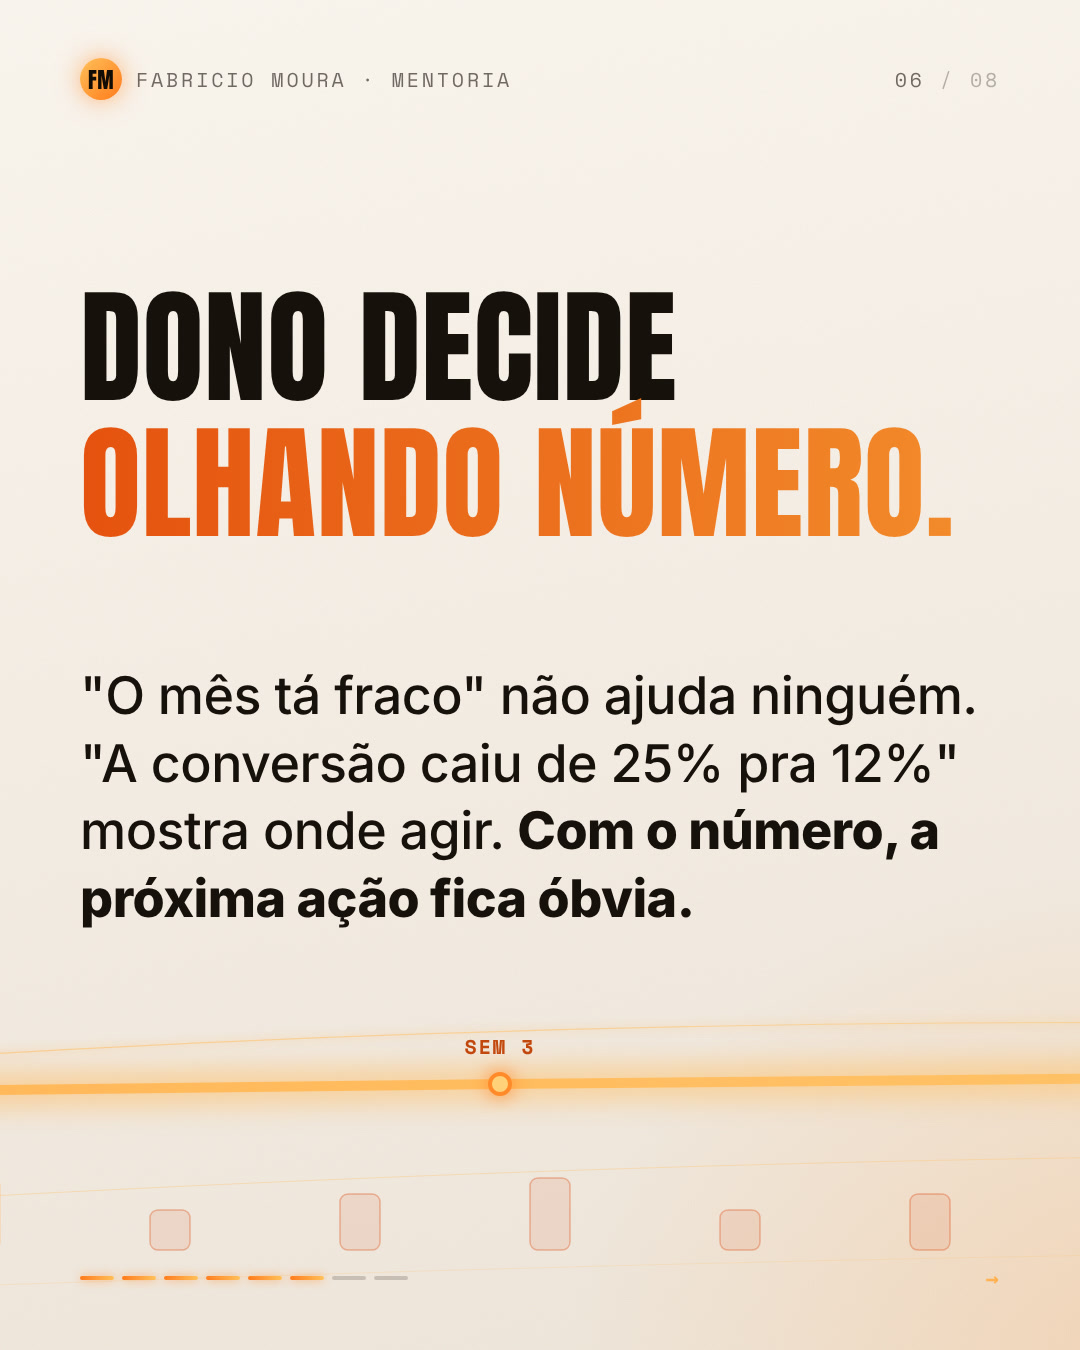 FM FABRICIO MOURA · MENTORIA
06 / 08
DONO DECIDE
OLHANDO NÚMERO.
"O mês tá fraco" não ajuda ninguém.
"A conversão caiu de 25% pra 12%"
mostra onde agir. Com o número, a
próxima ação fica óbvia.
SEM 3
→